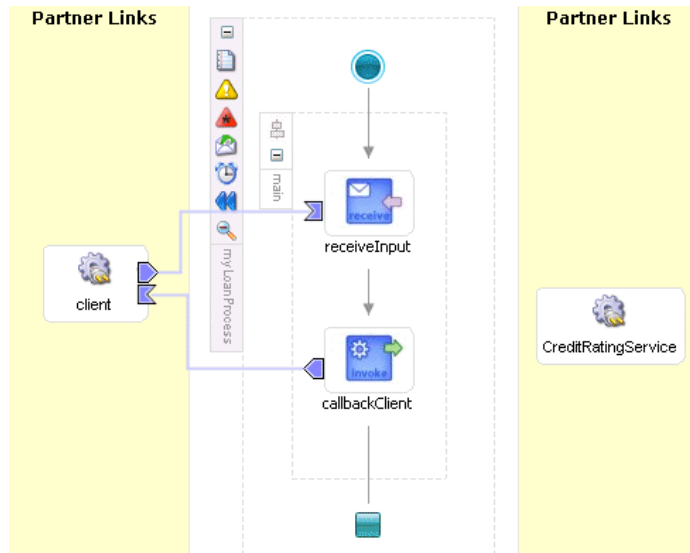 Partner Links
Partner Links
main
receive
receiveInput
myLoanProcess
client
CreditRatingService
invoke
callbackClient